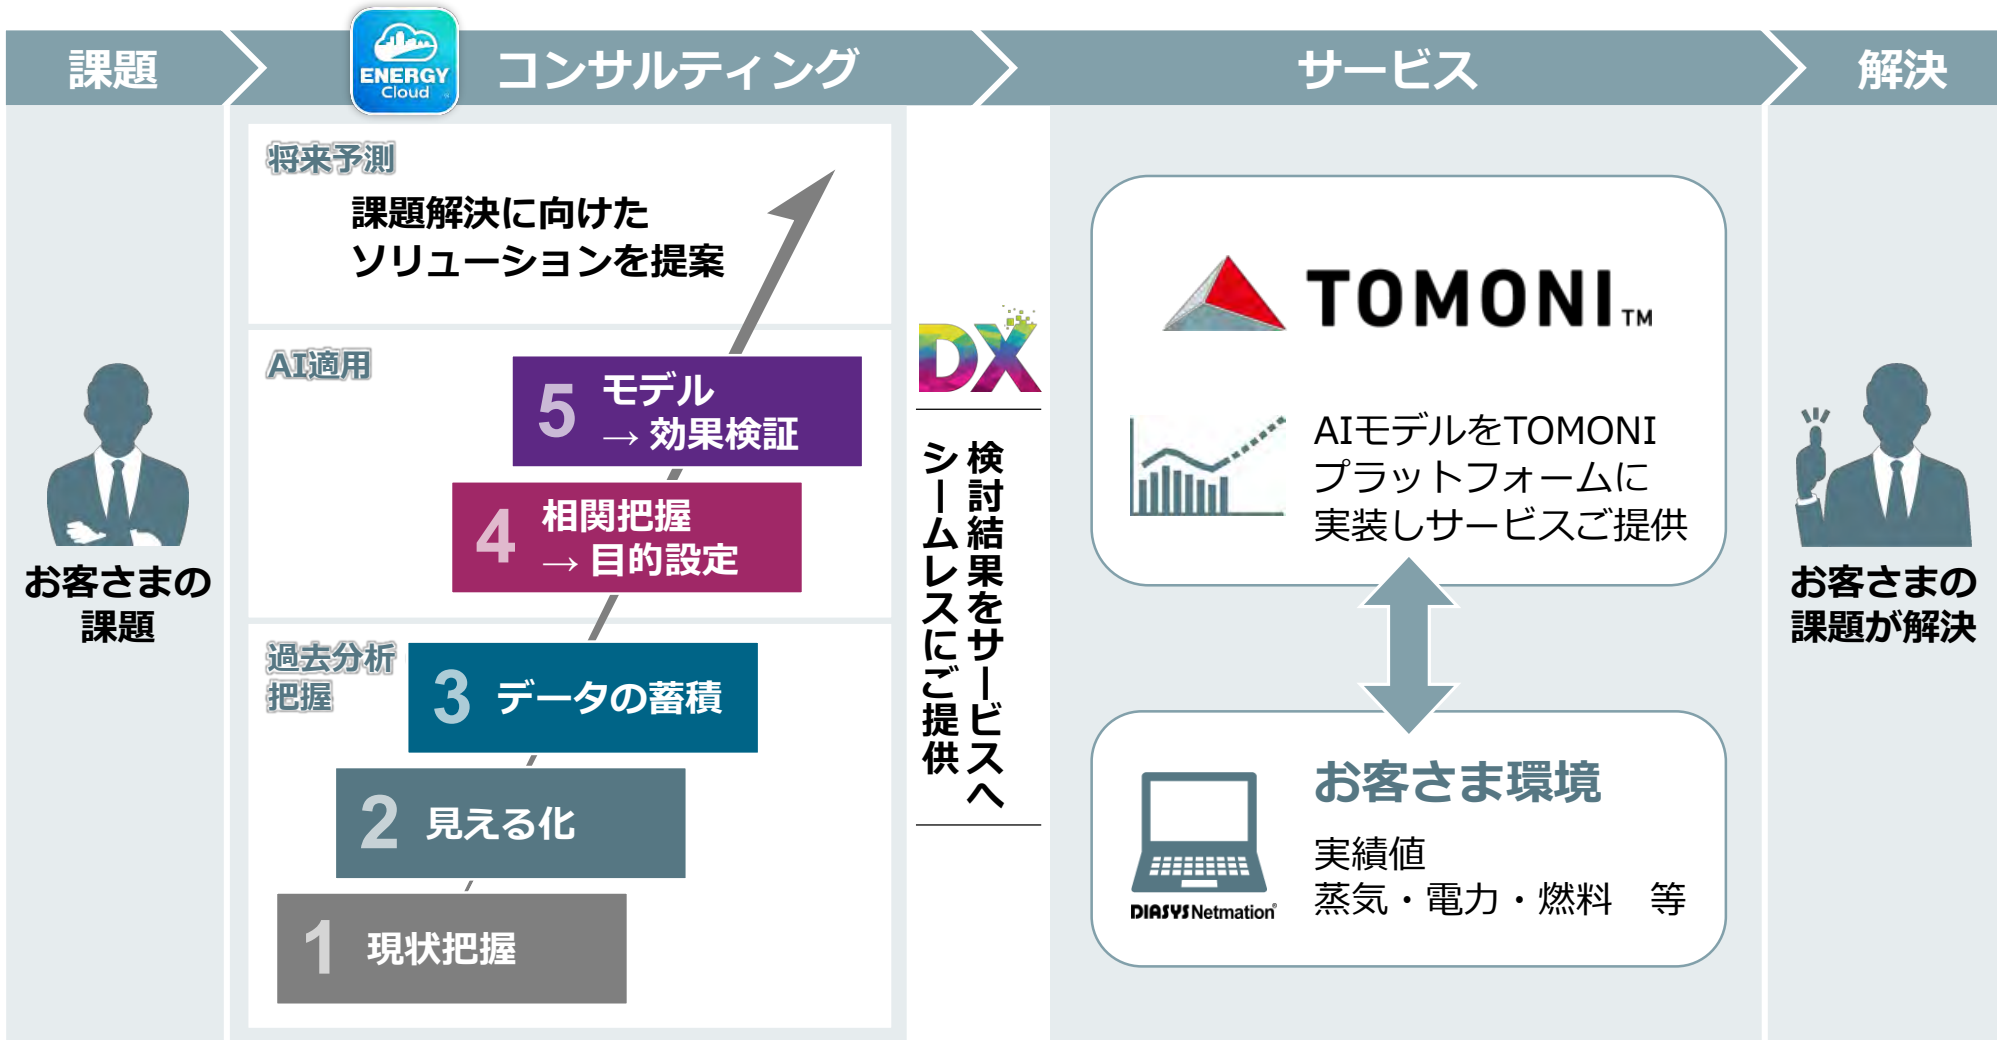 課題
ENERGY
Cloud
コンサルティング
サービス
解決
お客さまの
課題
将来予測
課題解決に向けた
ソリューションを提案
AI適用
5 モデル
→ 効果検証
4 相関把握
→ 目的設定
過去分析
把握
3 データの蓄積
2 見える化
1 現状把握
DX
検討結果をサービスへ
シームレスにご提供
TOMONI™
AIモデルをTOMONI
プラットフォームに
実装しサービスご提供
お客さま環境
実績値
蒸気・電力・燃料　等
DIASYS Netmation®
お客さまの
課題が解決